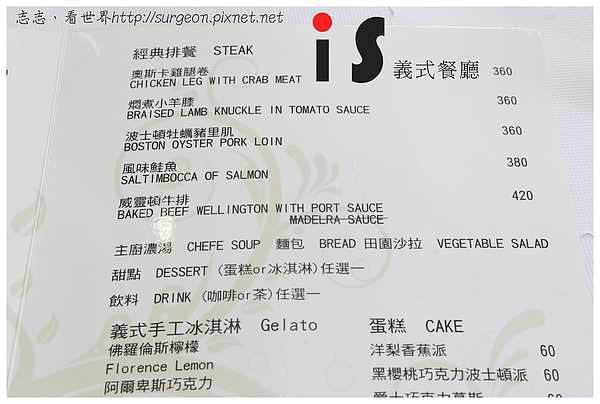 志志，看世界http://surgeon.pixnet.net
is 義式餐廳
經典排餐 STEAK
奧斯卡雞腿卷 360
CHICKEN LEG WITH CRAB MEAT
燜煮小羊膝 360
BRAISED LAMB KNUCKLE IN TOMATO SAUCE
波士頓牡蠣豬里肌 360
BOSTON OYSTER PORK LOIN
風味鮭魚 380
SALTIMBOCCA OF SALMON
威靈頓牛排 420
BAKED BEEF WELLINGTON WITH PORT SAUCE
MADELRA SAUCE
主廚濃湯 CHEFE SOUP 麵包 BREAD 田園沙拉 VEGETABLE SALAD
甜點 DESSERT (蛋糕or冰淇淋)任選一
飲料 DRINK (咖啡or茶)任選一
義式手工冰淇淋 Gelato
佛羅倫斯檸檬
Florence Lemon
阿爾卑斯巧克力
蛋糕 CAKE
洋梨香蕉派 60
黑櫻桃巧克力波士頓派 60
爵士巧克力慕斯 60